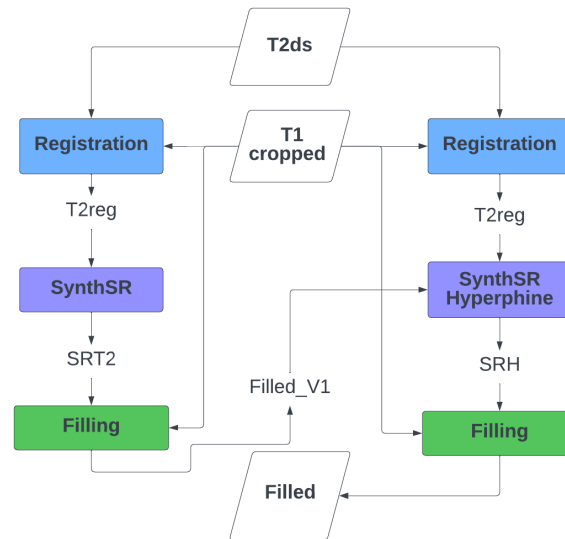 T2ds
Registration
T1
cropped
Registration
T2reg
T2reg
SynthSR
SynthSR
Hyperphine
SRT2
SRH
Filled_V1
Filling
Filling
Filled